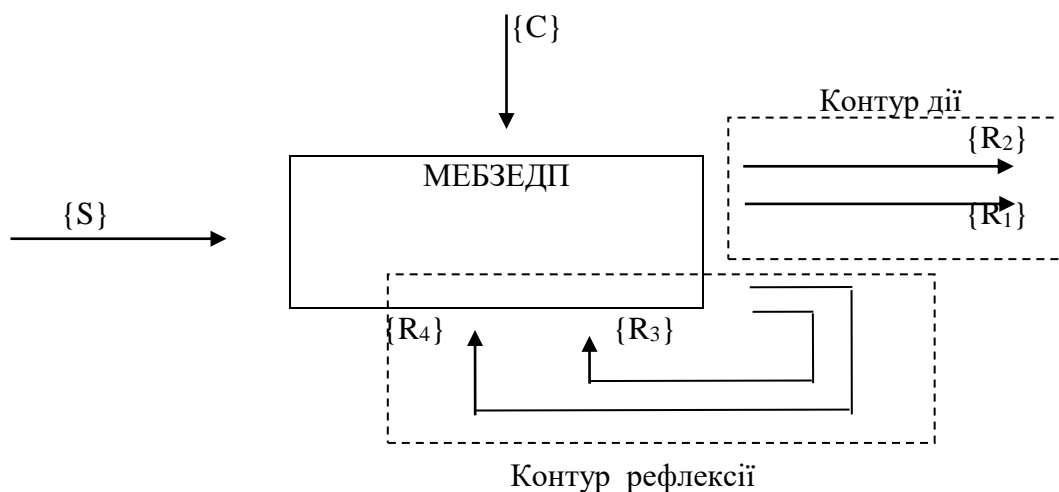 {C}
Контур дії
{R2}
МЕБЗЕДП
{S}
{R1}
{R4}
{R3}
Контур рефлексії